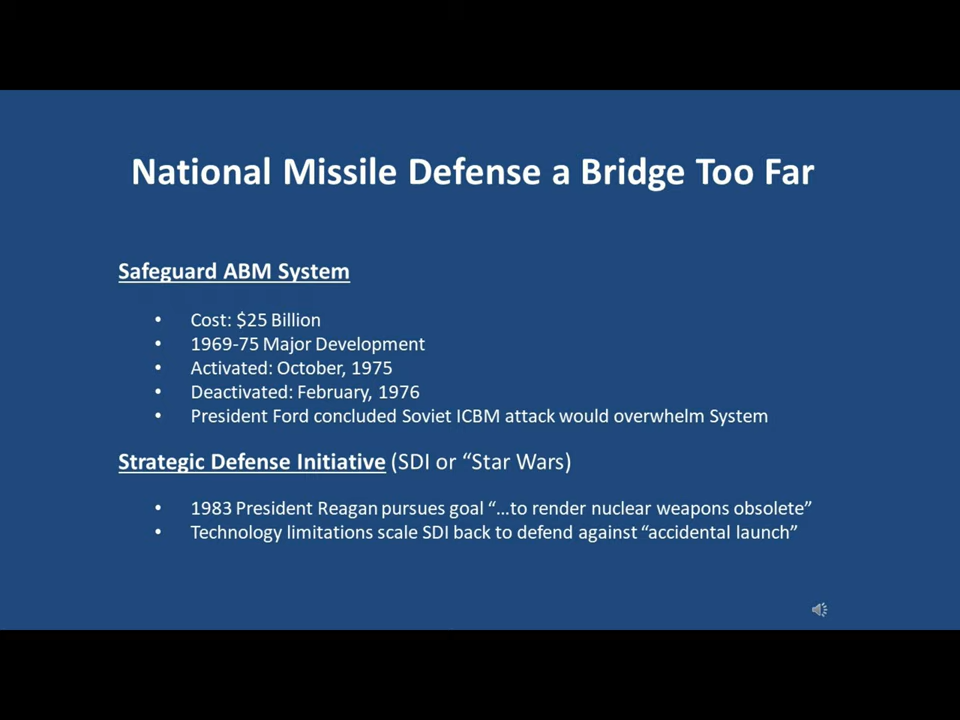 National Missile Defense a Bridge Too Far
Safeguard ABM System
• Cost: $25 Billion
• 1969-75 Major Development
• Activated: October, 1975
• Deactivated: February, 1976
• President Ford concluded Soviet ICBM attack would overwhelm System
Strategic Defense Initiative (SDI or “Star Wars)
• 1983 President Reagan pursues goal “…to render nuclear weapons obsolete”
• Technology limitations scale SDI back to defend against “accidental launch”